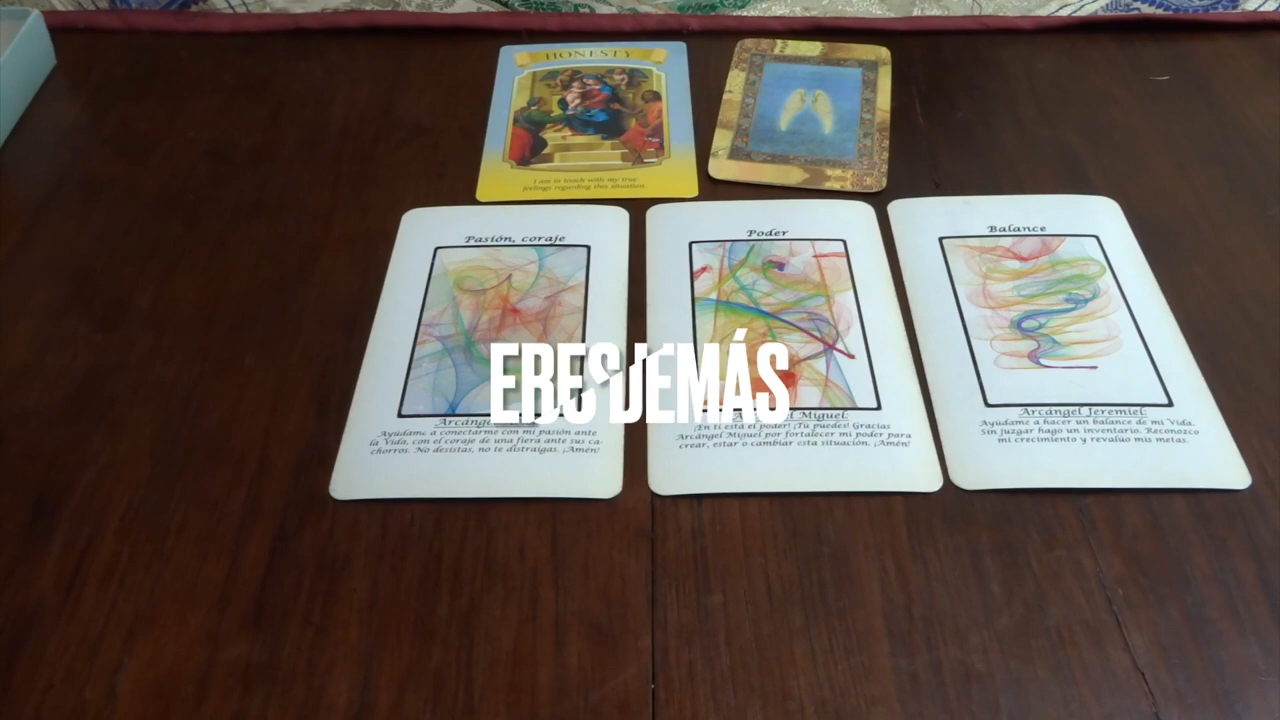 HONESTY
I am in touch with my true
feelings regarding this situation.
Pasión, coraje
Arcángel
Ayúdame a conectarme con mi pasión ante
la Vida, con el coraje de una fiera ante sus ca-
chorros. No desistas, no te distraigas. ¡Amén!
Poder
Miguel:
¡En ti está el poder! ¡Tú puedes! Gracias
Arcángel Miguel por fortalecer mi poder para
crear, estar o cambiar esta situación. ¡Amén!
Balance
Arcángel Jeremiel:
Ayúdame a hacer un balance de mi Vida.
Sin juzgar hago un inventario. Reconozco
mi crecimiento y revalúo mis metas.
ERES DEMÁS